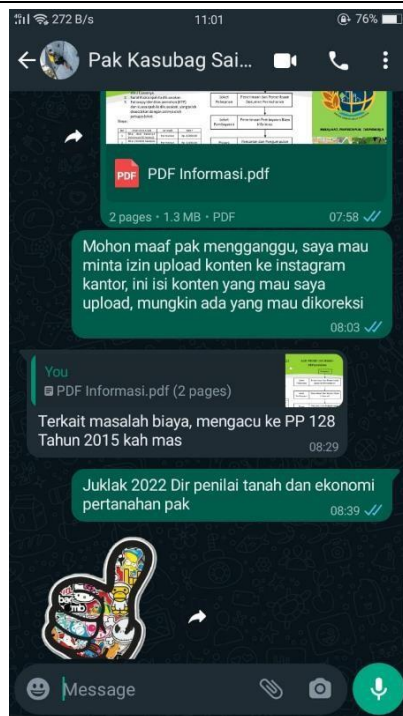 272 B/s
11:01
76%
Pak Kasubag Sai...
PDF
PDF Informasi.pdf
2 pages • 1.3 MB • PDF
07:58
Mohon maaf pak mengganggu, saya mau
minta izin upload konten ke instagram
kantor, ini isi konten yang mau saya
upload, mungkin ada yang mau dikoreksi
08:03
You
PDF Informasi.pdf (2 pages)
Terkait masalah biaya, mengacu ke PP 128
Tahun 2015 kah mas
08:29
Juklak 2022 Dir penilai tanah dan ekonomi
pertanahan pak
08:39
Message